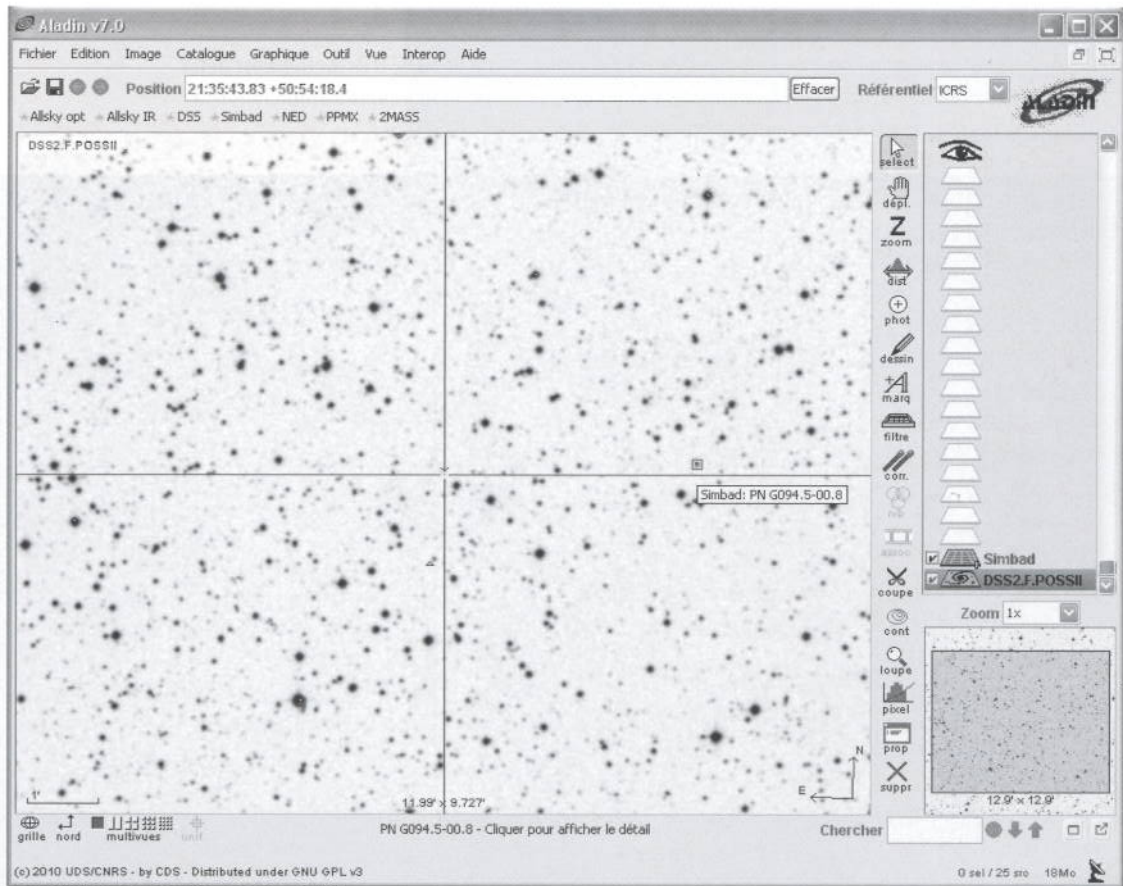 Aladin v7.0
Fichier Edition Image Catalogue Graphique Outil Vue Interop Aide
Position 21:35:43.83 +50:54:18.4 Effacer Référentiel ICRS
ALADIN
Allsky opt Allsky IR DSS Simbad NED PPMX 2MASS
DSS2.F.POSSII
select
dépl.
Z
zoom
dist
phot
dessin
marq
filtre
corr.
Simbad: PN G094.5-00.8
assoc
coupe
cont
loupe
pixel
prop
suppr
Simbad
DSS2.F.POSSII
Zoom 1x
N
E
1'
11.99' x 9.727'
12.9' x 12.9'
grille nord multivues unif
PN G094.5-00.8 - Cliquer pour afficher le détail
Chercher
(c) 2010 UDS/CNRS - by CDS - Distributed under GNU GPL v3
0 sel / 25 src 18Mo